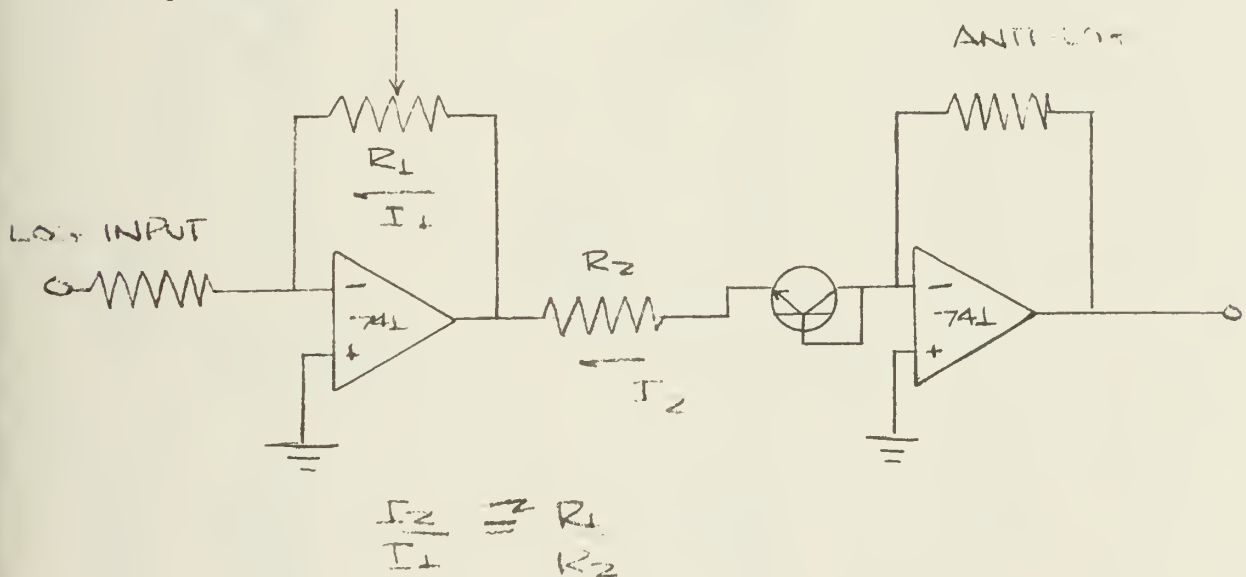 ANTI-LOG
R1
I1
LOG INPUT
R2
-
741
+
-
741
+
I2
I2 ≅ R1
I1 R2